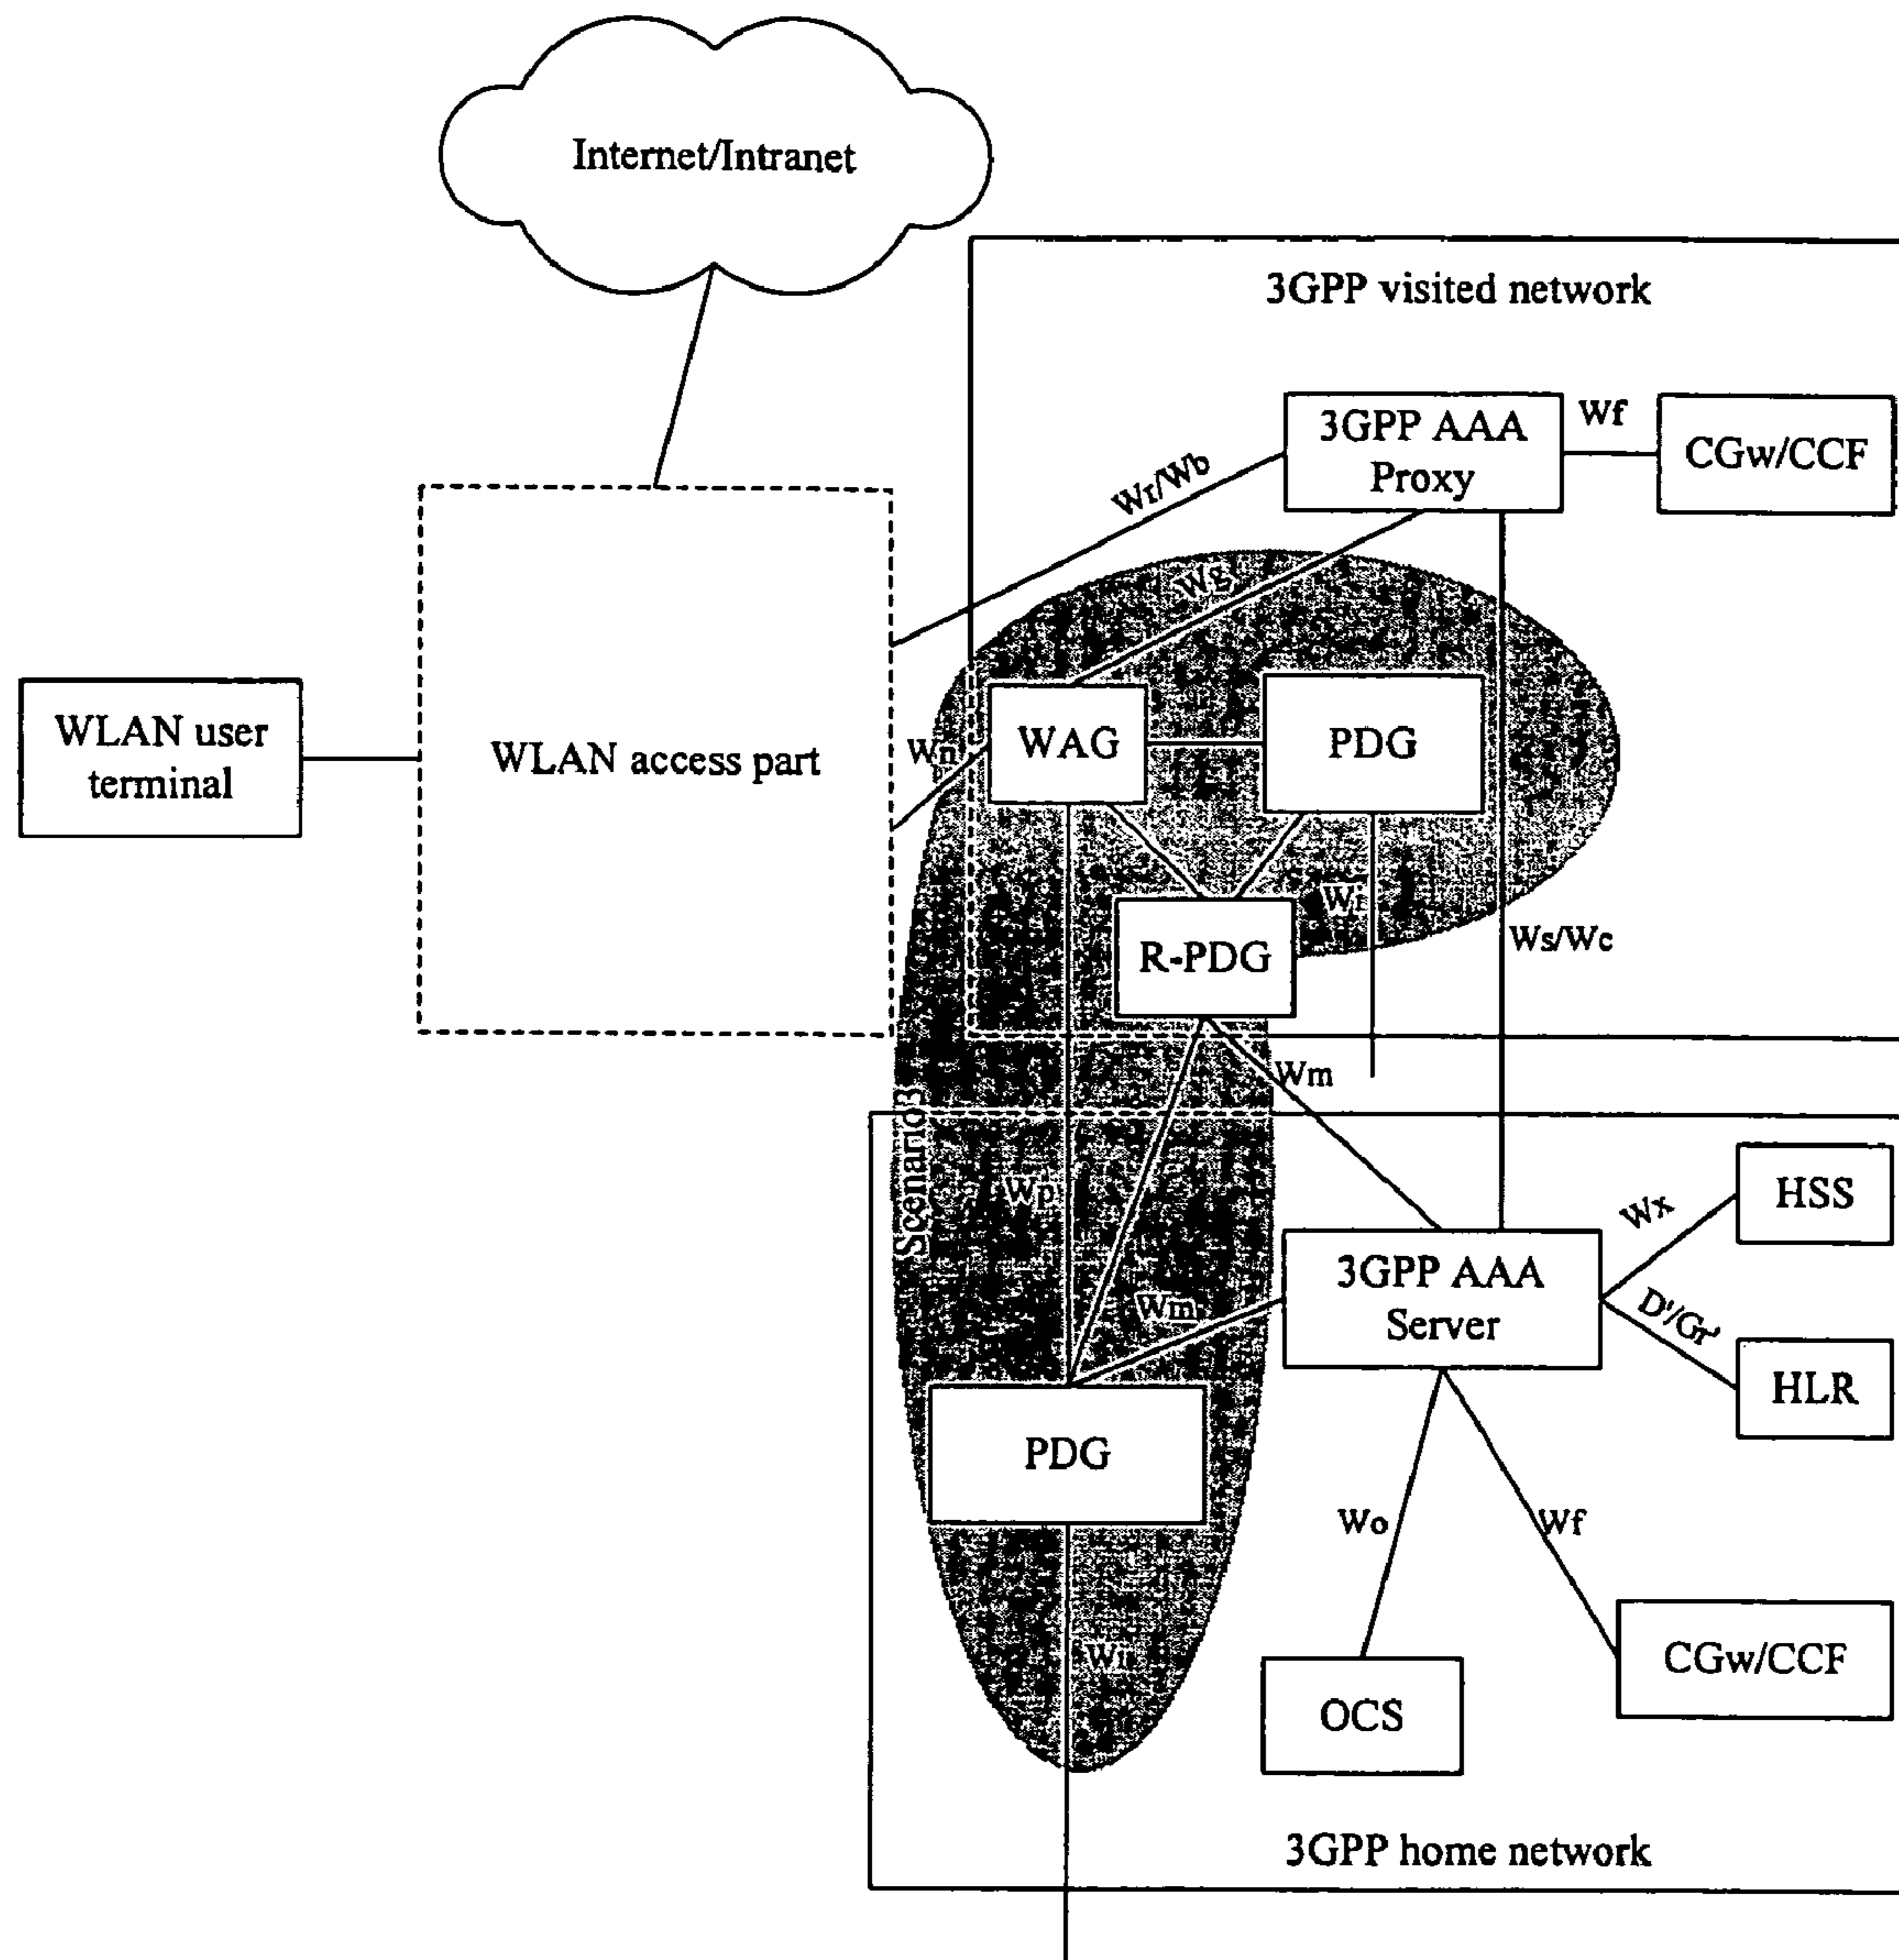 Internet/Intranet
3GPP visited network
3GPP AAA
Proxy
Wf
CGw/CCF
Wr/Wb
Wg
WLAN user
terminal
WLAN access part
Wn
WAG
PDG
R-PDG
Wi
Ws/Wc
Wm
Scenario3
Wp
HSS
Wx
3GPP AAA
Server
D'/Gr'
HLR
Wm
PDG
Wo
Wf
Wi
OCS
CGw/CCF
3GPP home network